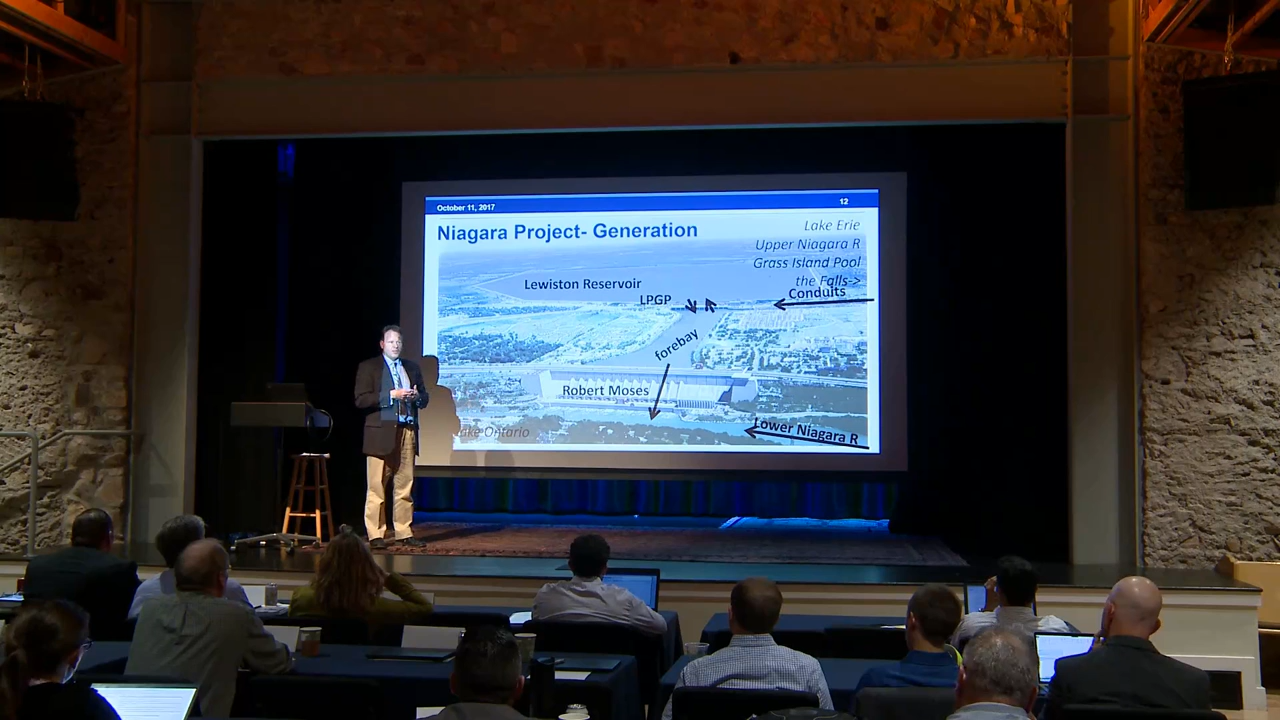 October 11, 2017
12
Niagara Project- Generation
Lake Erie
Upper Niagara R
Grass Island Pool
the Falls->
Conduits
Lewiston Reservoir
LPGP
forebay
Robert Moses
Lower Niagara R
Lake Ontario